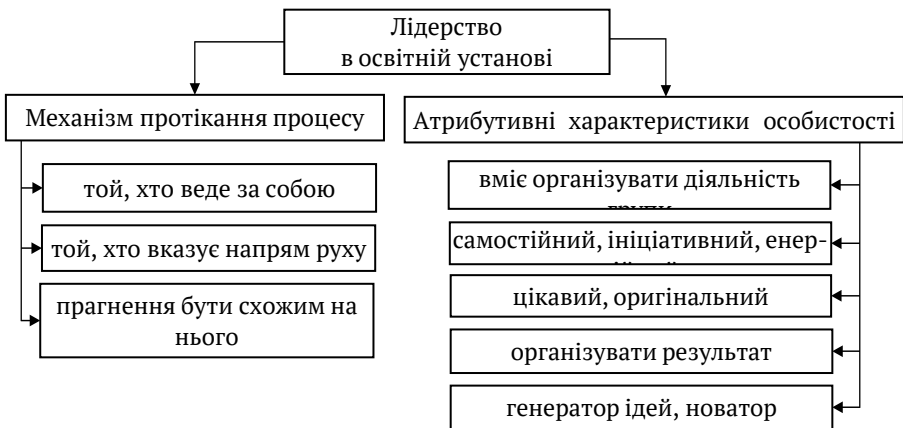 Лідерство
в освітній установі
Механізм протікання процесу
той, хто веде за собою
той, хто вказує напрям руху
прагнення бути схожим на
нього
Атрибутивні характеристики особистості
вміє організувати діяльність
самостійний, ініціативний, енер-
цікавий, оригінальний
організувати результат
генератор ідей, новатор